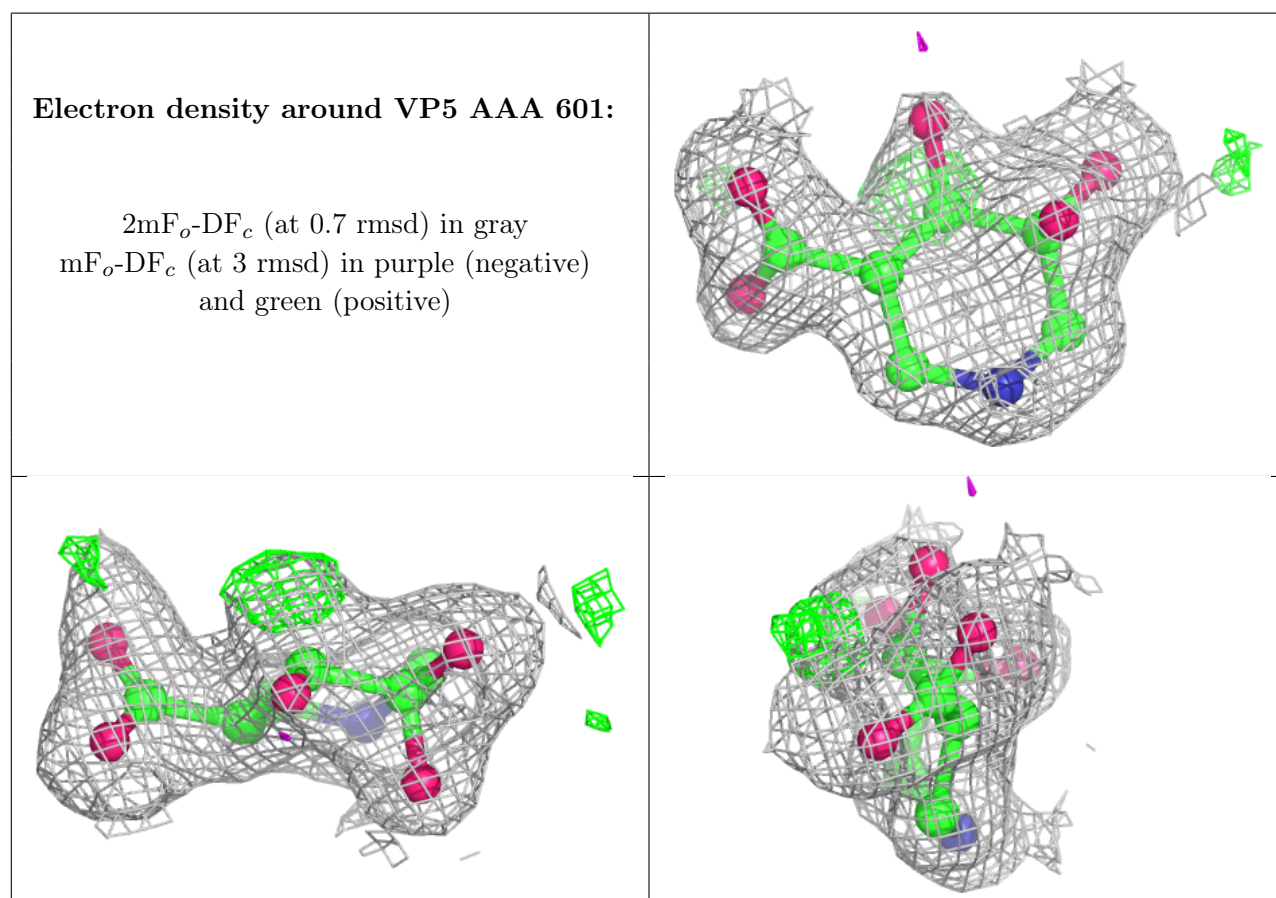 Electron density around VP5 AAA 601:
2mFo-DFc (at 0.7 rmsd) in gray
mFo-DFc (at 3 rmsd) in purple (negative)
and green (positive)